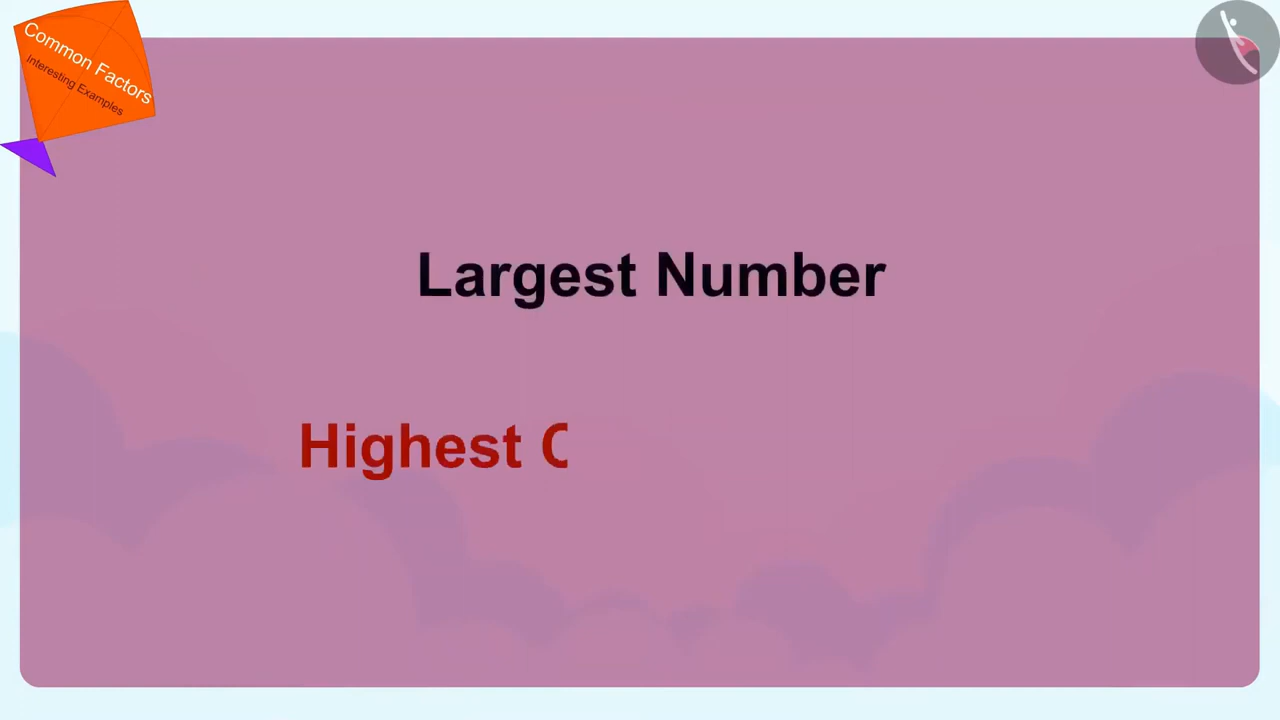 Common Factors
Interesting Examples
Largest Number
Highest C